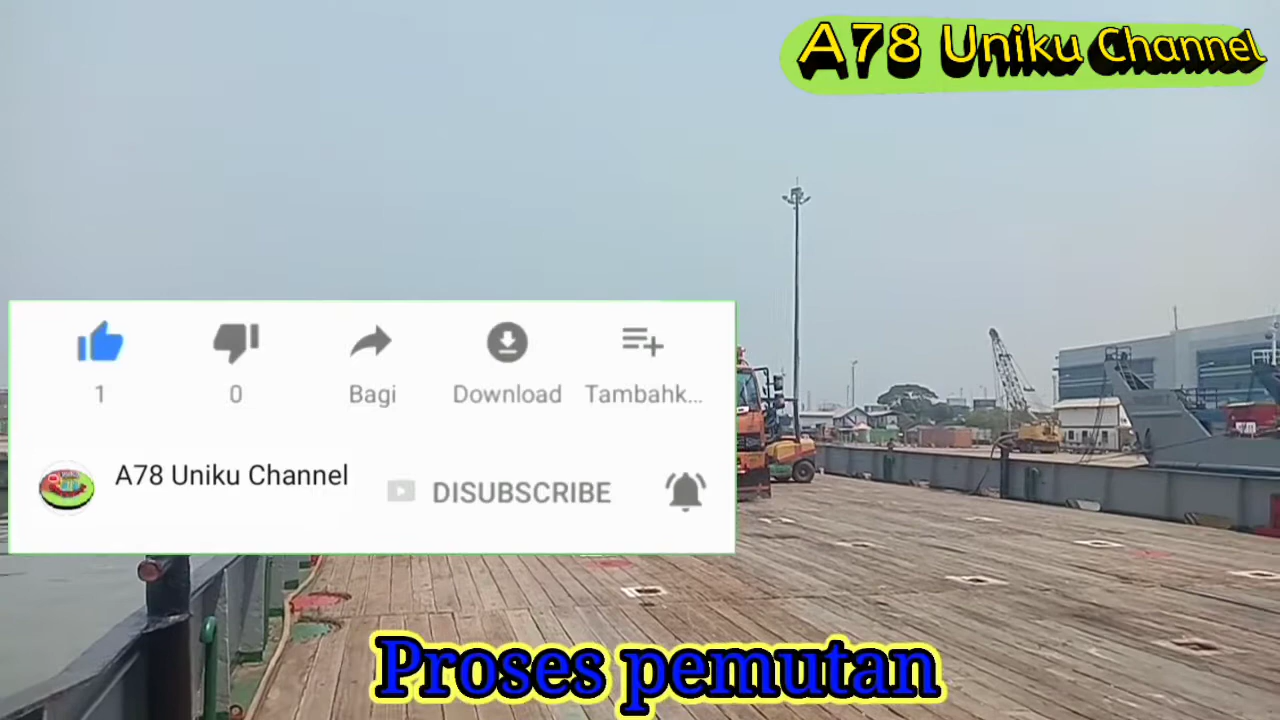 A78 Uniku Channel
1
0
Bagi
Download
Tambahk...
A78 Uniku Channel
DISUBSCRIBE
Proses pemutan